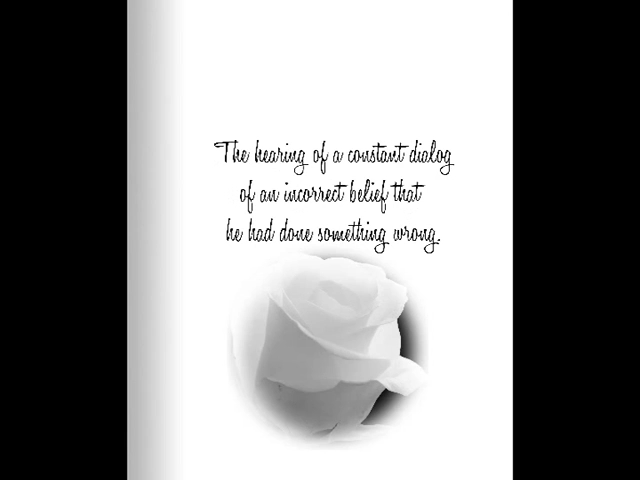 The hearing of a constant dialog
of an incorrect belief that
he had done something wrong.